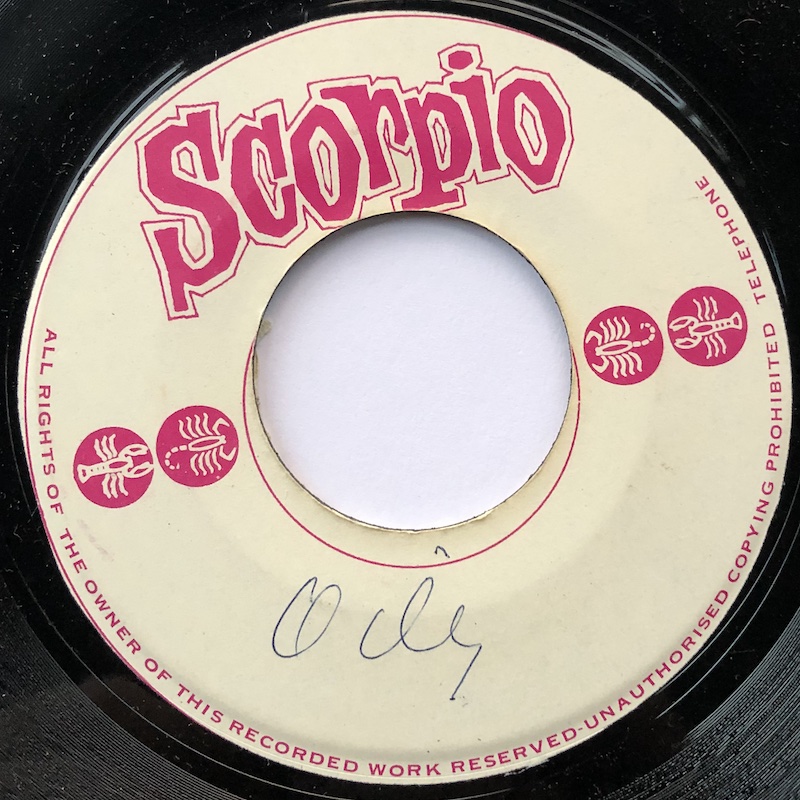 Scorpio
ALL RIGHTS OF THE OWNER OF THIS RECORDED WORK RESERVED-UNAUTHORISED COPYING PROHIBITED TELEPHONE